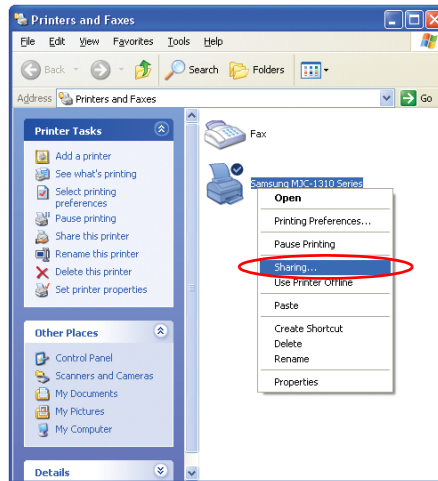 Printers and Faxes
File Edit View Favorites Tools Help
Back Search Folders
Address Printers and Faxes Go
Printer Tasks
Add a printer
See what's printing
Select printing
preferences
Pause printing
Share this printer
Rename this printer
Delete this printer
Set printer properties
Other Places
Control Panel
Scanners and Cameras
My Documents
My Pictures
My Computer
Details
Fax
Samsung MJC-1310 Series
Open
Printing Preferences...
Pause Printing
Sharing...
Use Printer Offline
Paste
Create Shortcut
Delete
Rename
Properties